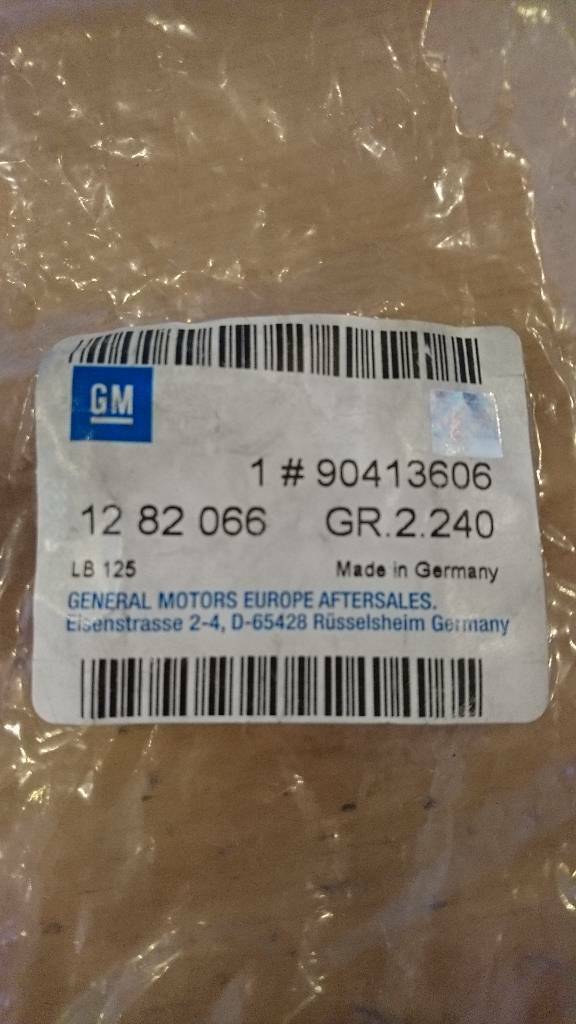 GM
1 # 90413606
12 82 066 GR.2.240
LB 125 Made in Germany
GENERAL MOTORS EUROPE AFTERSALES.
Eisenstrasse 2-4, D-65428 Rüsselsheim Germany